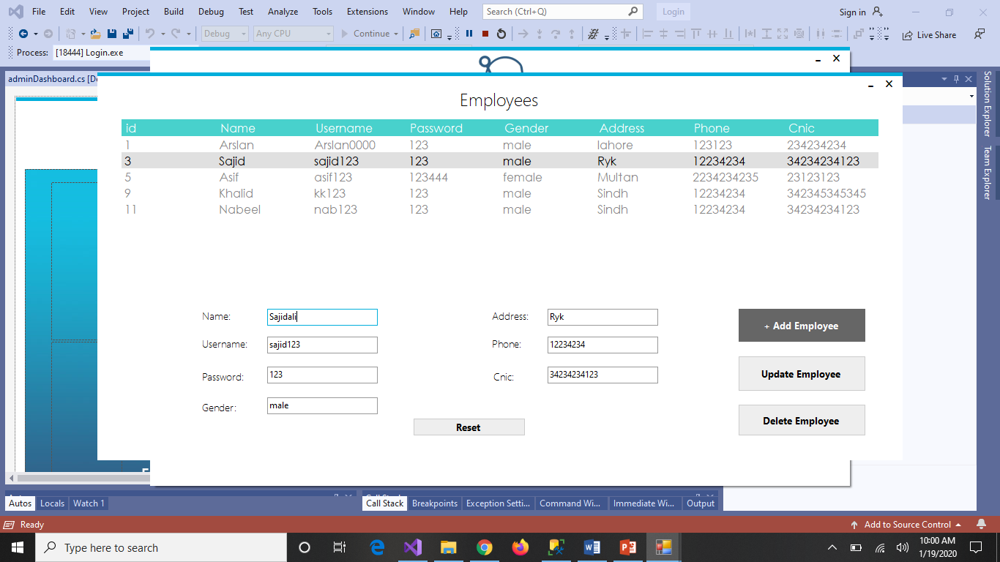 File Edit View Project Build Debug Test Analyze Tools Extensions Window Help Search (Ctrl+Q) Login Sign in
Debug Any CPU Continue Live Share
Process: [18444] Login.exe
adminDashboard.cs [De
Employees
id Name Username Password Gender Address Phone Cnic
1 Arslan Arslan0000 123 male lahore 123123 234234234
3 Sajid sajid123 123 male Ryk 12234234 34234234123
5 Asif asif123 123444 female Multan 2234234235 23123123
9 Khalid kk123 123 male Sindh 12234234 342345345345
11 Nabeel nab123 123 male Sindh 12234234 34234234123
Name: Sajidali Address: Ryk + Add Employee
Username: sajid123 Phone: 12234234
Password: 123 Cnic: 34234234123 Update Employee
Gender: male
Reset Delete Employee
Solution Explorer
Team Explorer
Autos Locals Watch 1 Call Stack Breakpoints Exception Setti... Command Wi... Immediate Wi... Output
Ready Add to Source Control
Type here to search
10:00 AM
1/19/2020